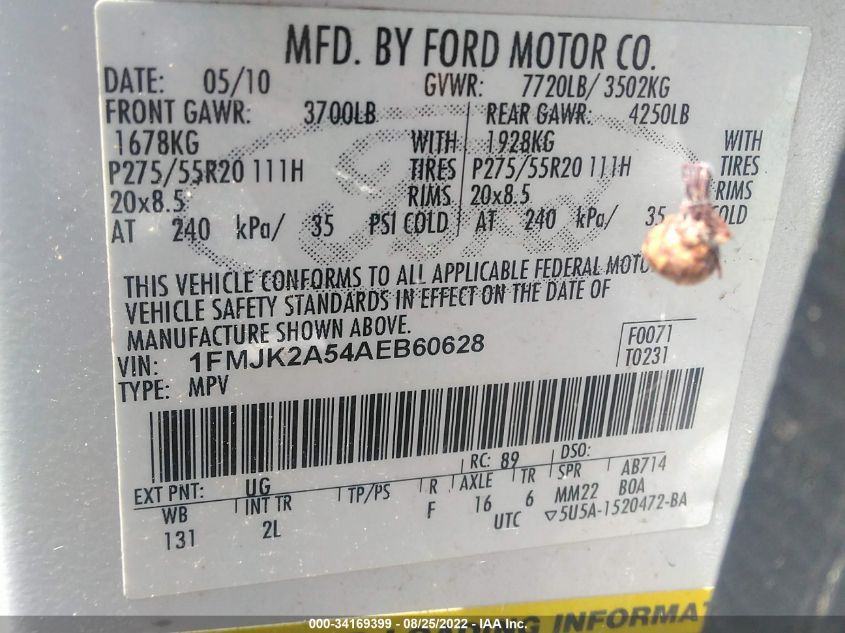 MFD. BY FORD MOTOR CO.
DATE: 05/10 GVWR: 7720LB/ 3502KG
FRONT GAWR: 3700LB REAR GAWR: 4250LB
1678KG WITH 1928KG WITH
P275/55R20 111H TIRES P275/55R20 111H TIRES
20x8.5 RIMS 20x8.5 RIMS
AT 240 kPa/ 35 PSI COLD AT 240 kPa/ 35 OLD
Ford
THIS VEHICLE CONFORMS TO ALL APPLICABLE FEDERAL MOTO
VEHICLE SAFETY STANDARDS IN EFFECT ON THE DATE OF
MANUFACTURE SHOWN ABOVE.
VIN: 1FMJK2A54AEB60628 F0071
TYPE: MPV T0231
EXT PNT: UG RC: 89 DSO:
WB INT TR TP/PS R AXLE TR SPR AB714
131 2L F 16 6 MM22 B0A
UTC ▽5U5A-1520472-BA
LOADING INFORMAT
000-34169399 - 08/25/2022 - IAA Inc.